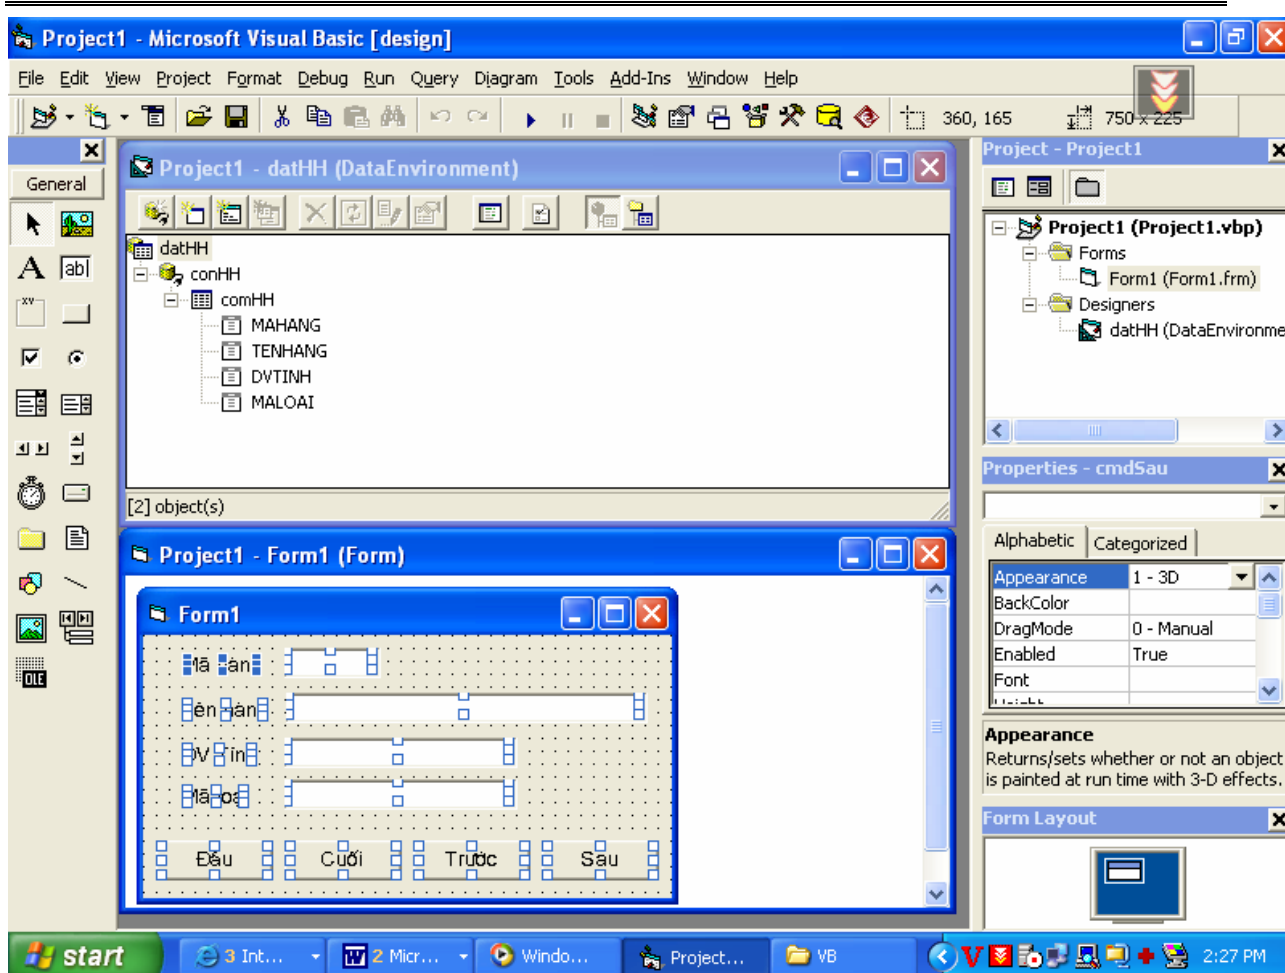 Project1 - Microsoft Visual Basic [design]
File Edit View Project Format Debug Run Query Diagram Tools Add-Ins Window Help
360, 165 750 x 225
General
A abl
xv
OLE
Project1 - datHH (DataEnvironment)
datHH
conHH
comHH
MAHANG
TENHANG
DVTINH
MALOAI
[2] object(s)
Project1 - Form1 (Form)
Form1
Đầu Cuối Trước Sau
Project - Project1
Project1 (Project1.vbp)
Forms
Form1 (Form1.frm)
Designers
datHH (DataEnvironme
Properties - cmdSau
Alphabetic Categorized
Appearance 1 - 3D
BackColor
DragMode 0 - Manual
Enabled True
Font
Appearance
Returns/sets whether or not an object
is painted at run time with 3-D effects.
Form Layout
start 3 Int... 2 Micr... Windo... Project... VB 2:27 PM